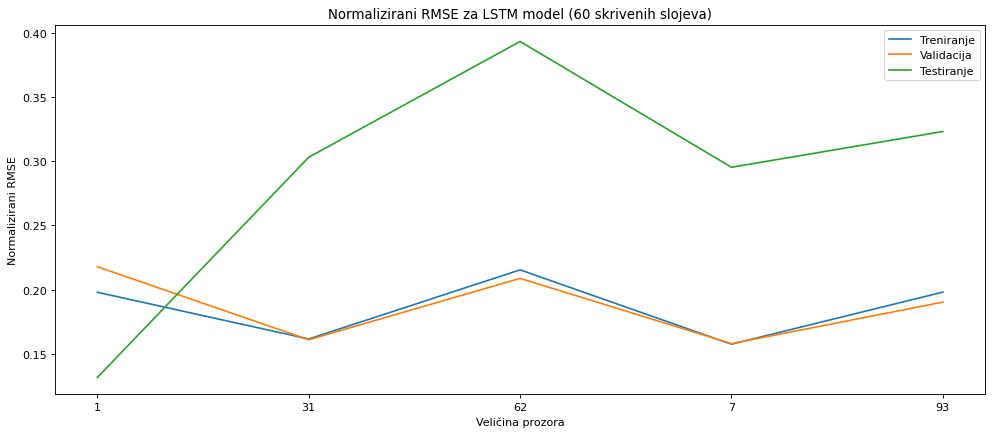 Normalizirani RMSE za LSTM model (60 skrivenih slojeva)
Treniranje
Validacija
Testiranje
Normalizirani RMSE
0.40
0.35
0.30
0.25
0.20
0.15
1 31 62 7 93
Veličina prozora